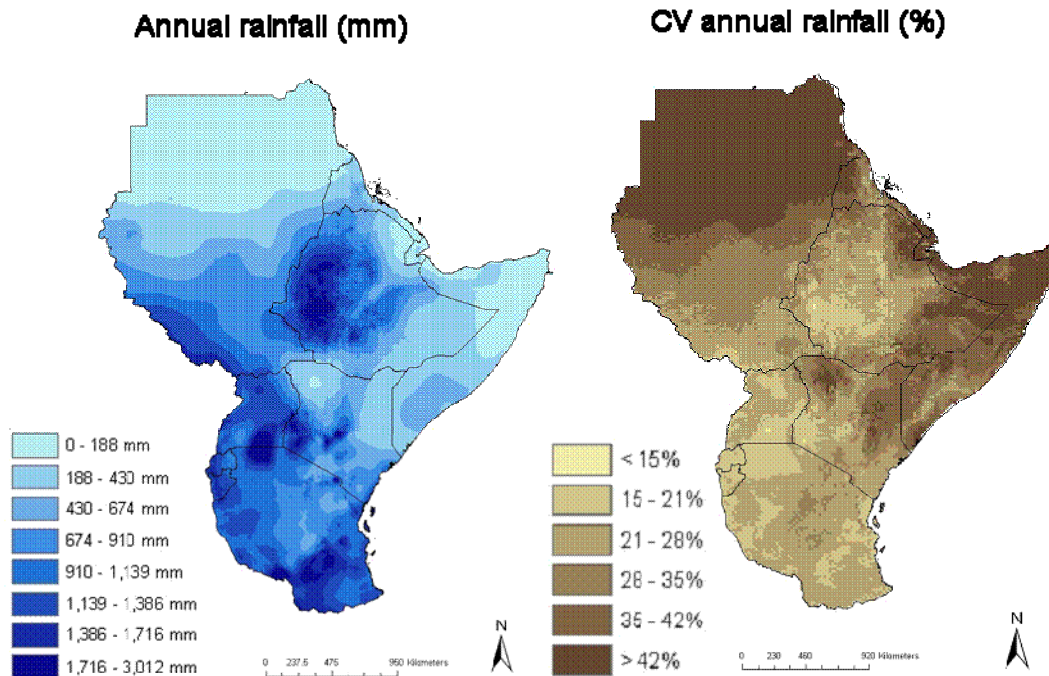 Annual rainfall (mm)
CV annual rainfall (%)
0 - 188 mm
188 - 430 mm
430 - 674 mm
674 - 910 mm
910 - 1,139 mm
1,139 - 1,386 mm
1,386 - 1,716 mm
1,716 - 3,012 mm
N
0 237.5 475 950 Kilometers
< 15%
15 - 21%
21 - 28%
28 - 35%
35 - 42%
> 42%
N
0 230 460 920 Kilometers